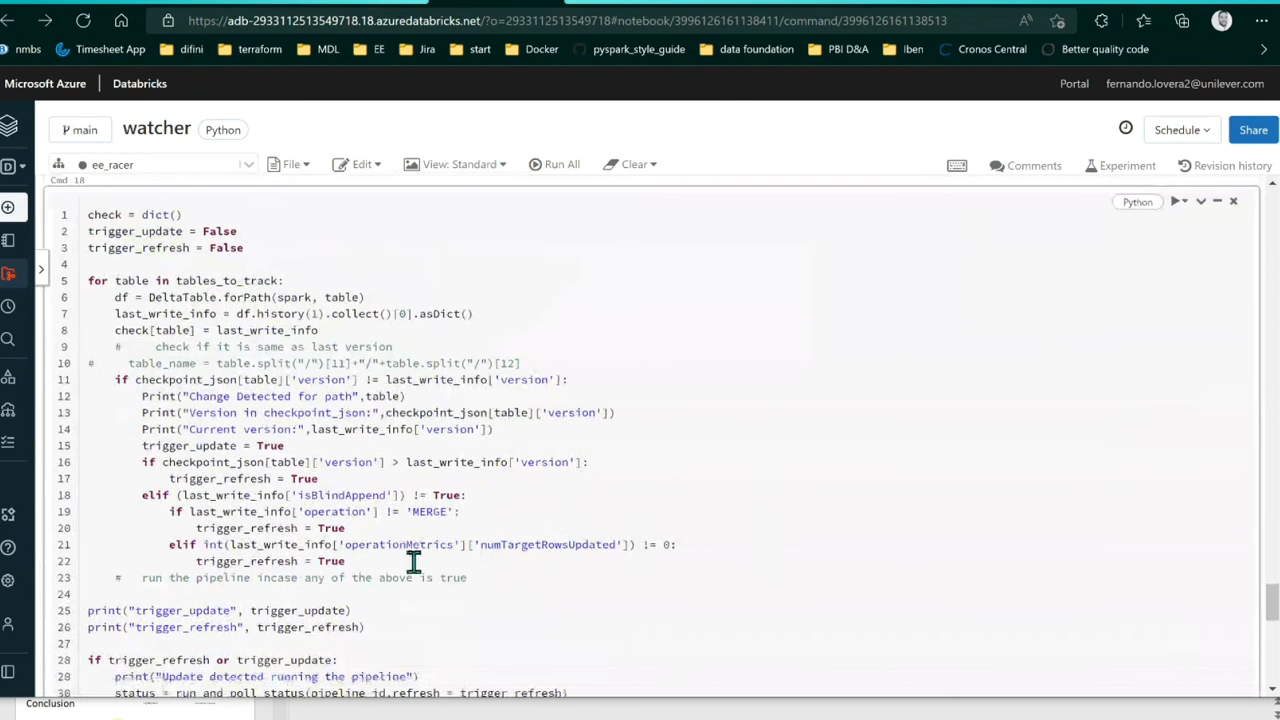 https://adb-2933112513549718.18.azuredatabricks.net/?o=2933112513549718#notebook/3996126161138411/command/3996126161138513
nmbs Timesheet App difini terraform MDL EE Jira start Docker pyspark_style_guide data foundation PBI D&A Iben Cronos Central Better quality code
Microsoft Azure Databricks Portal fernando.lovera2@unilever.com
main watcher Python Schedule Share
ee_racer File Edit View: Standard Run All Clear Comments Experiment Revision history
Cmd 18
Python
1 check = dict()
2 trigger_update = False
3 trigger_refresh = False
4
5 for table in tables_to_track:
6 df = DeltaTable.forPath(spark, table)
7 last_write_info = df.history(1).collect()[0].asDict()
8 check[table] = last_write_info
9 # check if it is same as last version
10 # table_name = table.split("/")[11]+"/"+table.split("/")[12]
11 if checkpoint_json[table]['version'] != last_write_info['version']:
12 Print("Change Detected for path",table)
13 Print("Version in checkpoint_json:",checkpoint_json[table]['version'])
14 Print("Current version:",last_write_info['version'])
15 trigger_update = True
16 if checkpoint_json[table]['version'] > last_write_info['version']:
17 trigger_refresh = True
18 elif (last_write_info['isBlindAppend']) != True:
19 if last_write_info['operation'] != 'MERGE':
20 trigger_refresh = True
21 elif int(last_write_info['operationMetrics']['numTargetRowsUpdated']) != 0:
22 trigger_refresh = True
23 # run the pipeline incase any of the above is true
24
25 print("trigger_update", trigger_update)
26 print("trigger_refresh", trigger_refresh)
27
28 if trigger_refresh or trigger_update:
28 print("Update detected running the pipeline")
30 status = run_and_poll_status(pipeline_id,refresh = trigger_refresh)
Conclusion